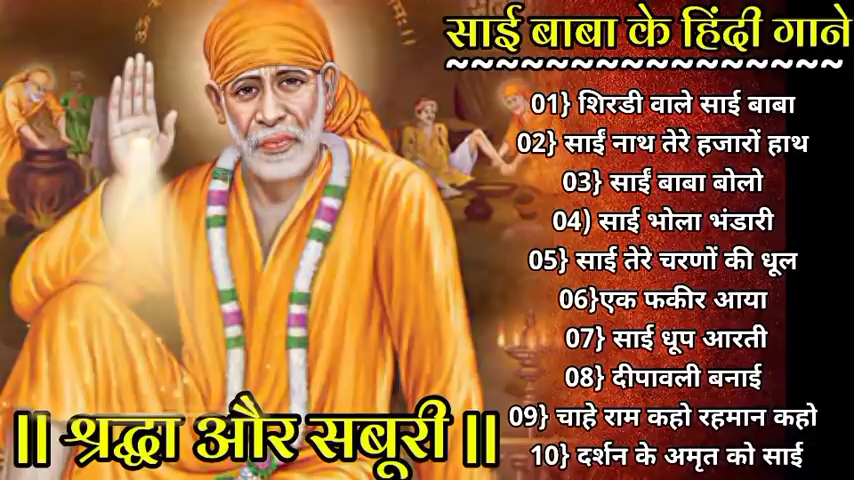 साई बाबा के हिंदी गाने
~~~~~~~~~~~~~~~~~
01} शिरडी वाले साई बाबा
02} साईं नाथ तेरे हजारों हाथ
03} साईं बाबा बोलो
04) साई भोला भंडारी
05} साई तेरे चरणों की धूल
06}एक फकीर आया
07} साई धूप आरती
08} दीपावली बनाई
09} चाहे राम कहो रहमान कहो
10} दर्शन के अमृत को साई
|| श्रद्धा और सबूरी ||